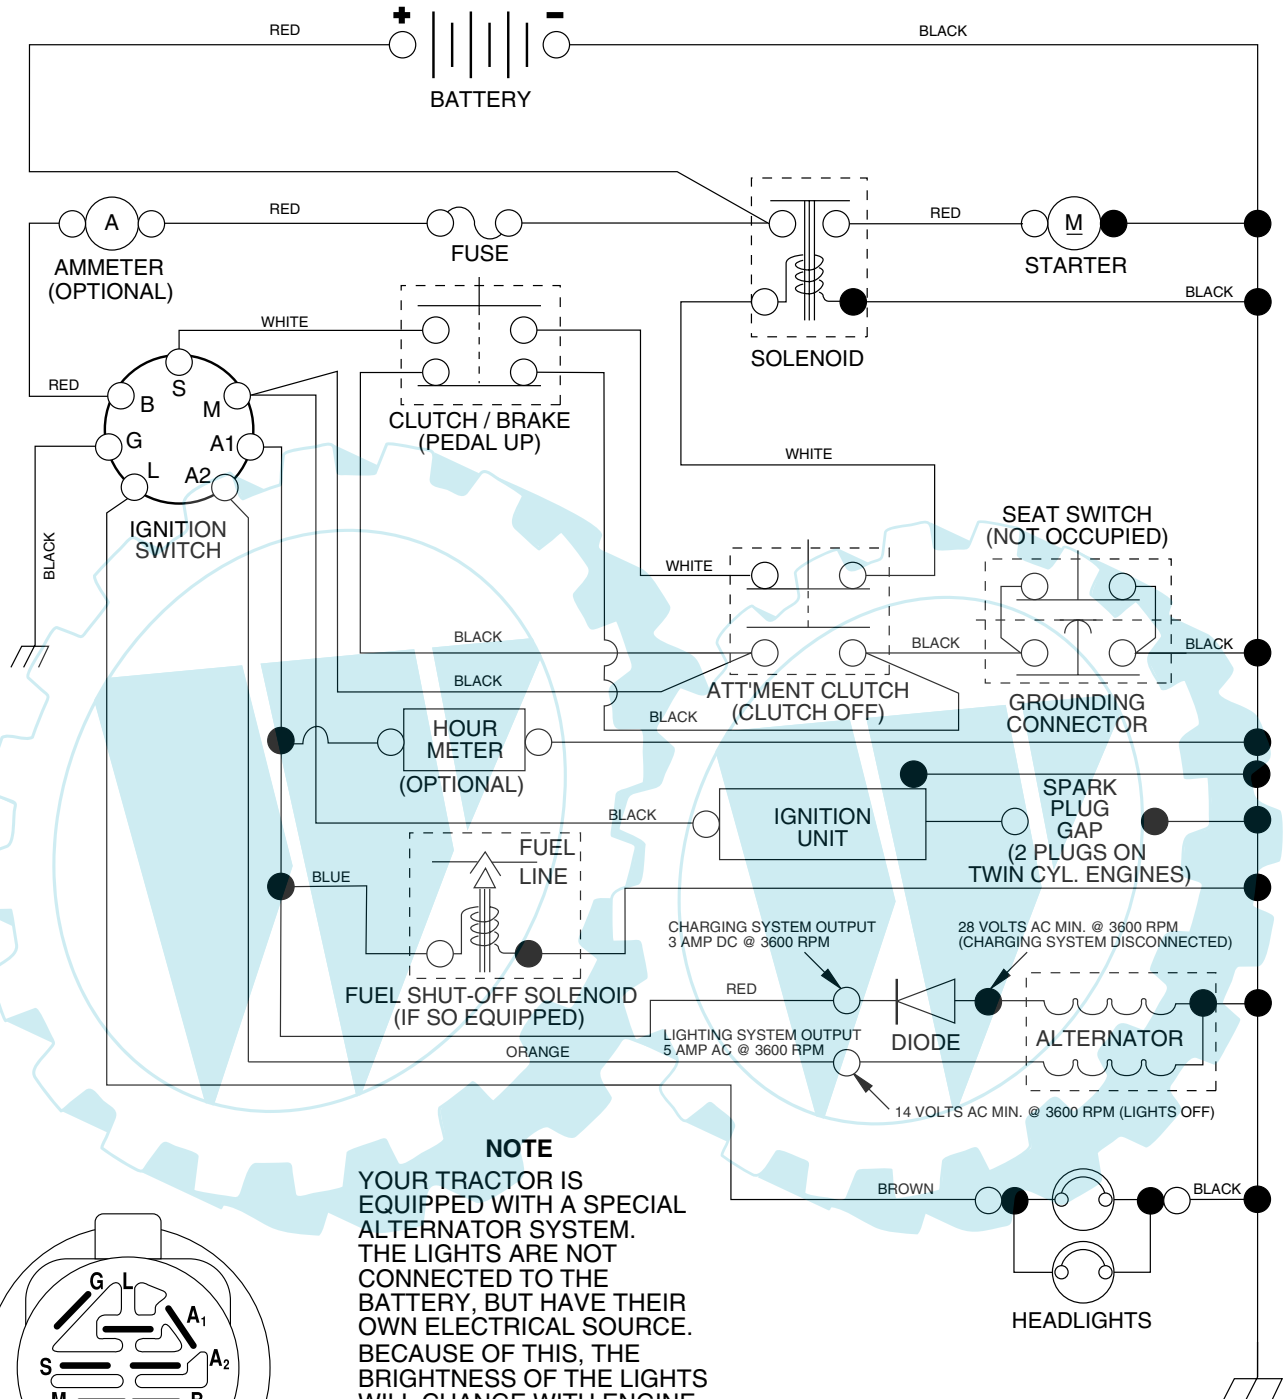 + -
RED
BLACK
BATTERY
A
RED
FUSE
RED
M
AMMETER
(OPTIONAL)
STARTER
BLACK
WHITE
SOLENOID
RED
S
B
M
G
A1
L
A2
CLUTCH / BRAKE
(PEDAL UP)
WHITE
IGNITION
SWITCH
BLACK
SEAT SWITCH
(NOT OCCUPIED)
WHITE
BLACK
BLACK
BLACK
BLACK
ATT'MENT CLUTCH
(CLUTCH OFF)
GROUNDING
CONNECTOR
BLACK
HOUR
METER
(OPTIONAL)
SPARK
PLUG
GAP
(2 PLUGS ON
TWIN CYL. ENGINES)
BLACK
IGNITION
UNIT
FUEL
LINE
BLUE
CHARGING SYSTEM OUTPUT
3 AMP DC @ 3600 RPM
28 VOLTS AC MIN. @ 3600 RPM
(CHARGING SYSTEM DISCONNECTED)
FUEL SHUT-OFF SOLENOID
(IF SO EQUIPPED)
RED
LIGHTING SYSTEM OUTPUT
5 AMP AC @ 3600 RPM
DIODE
ALTERNATOR
ORANGE
14 VOLTS AC MIN. @ 3600 RPM (LIGHTS OFF)
NOTE
YOUR TRACTOR IS
EQUIPPED WITH A SPECIAL
ALTERNATOR SYSTEM.
THE LIGHTS ARE NOT
CONNECTED TO THE
BATTERY, BUT HAVE THEIR
OWN ELECTRICAL SOURCE.
BECAUSE OF THIS, THE
BRIGHTNESS OF THE LIGHTS
WILL CHANGE WITH ENGINE
BROWN
BLACK
HEADLIGHTS
G L
A1
S
A2
M
B